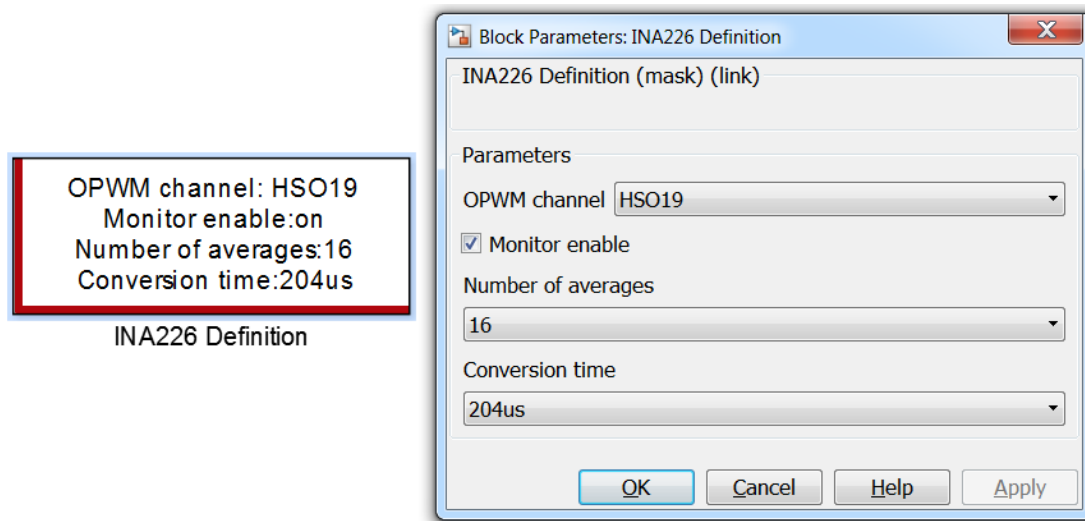 OPWM channel: HSO19
Monitor enable:on
Number of averages:16
Conversion time:204us
INA226 Definition
Block Parameters: INA226 Definition
INA226 Definition (mask) (link)
Parameters
OPWM channel HSO19
Monitor enable
Number of averages
16
Conversion time
204us
OK Cancel Help Apply